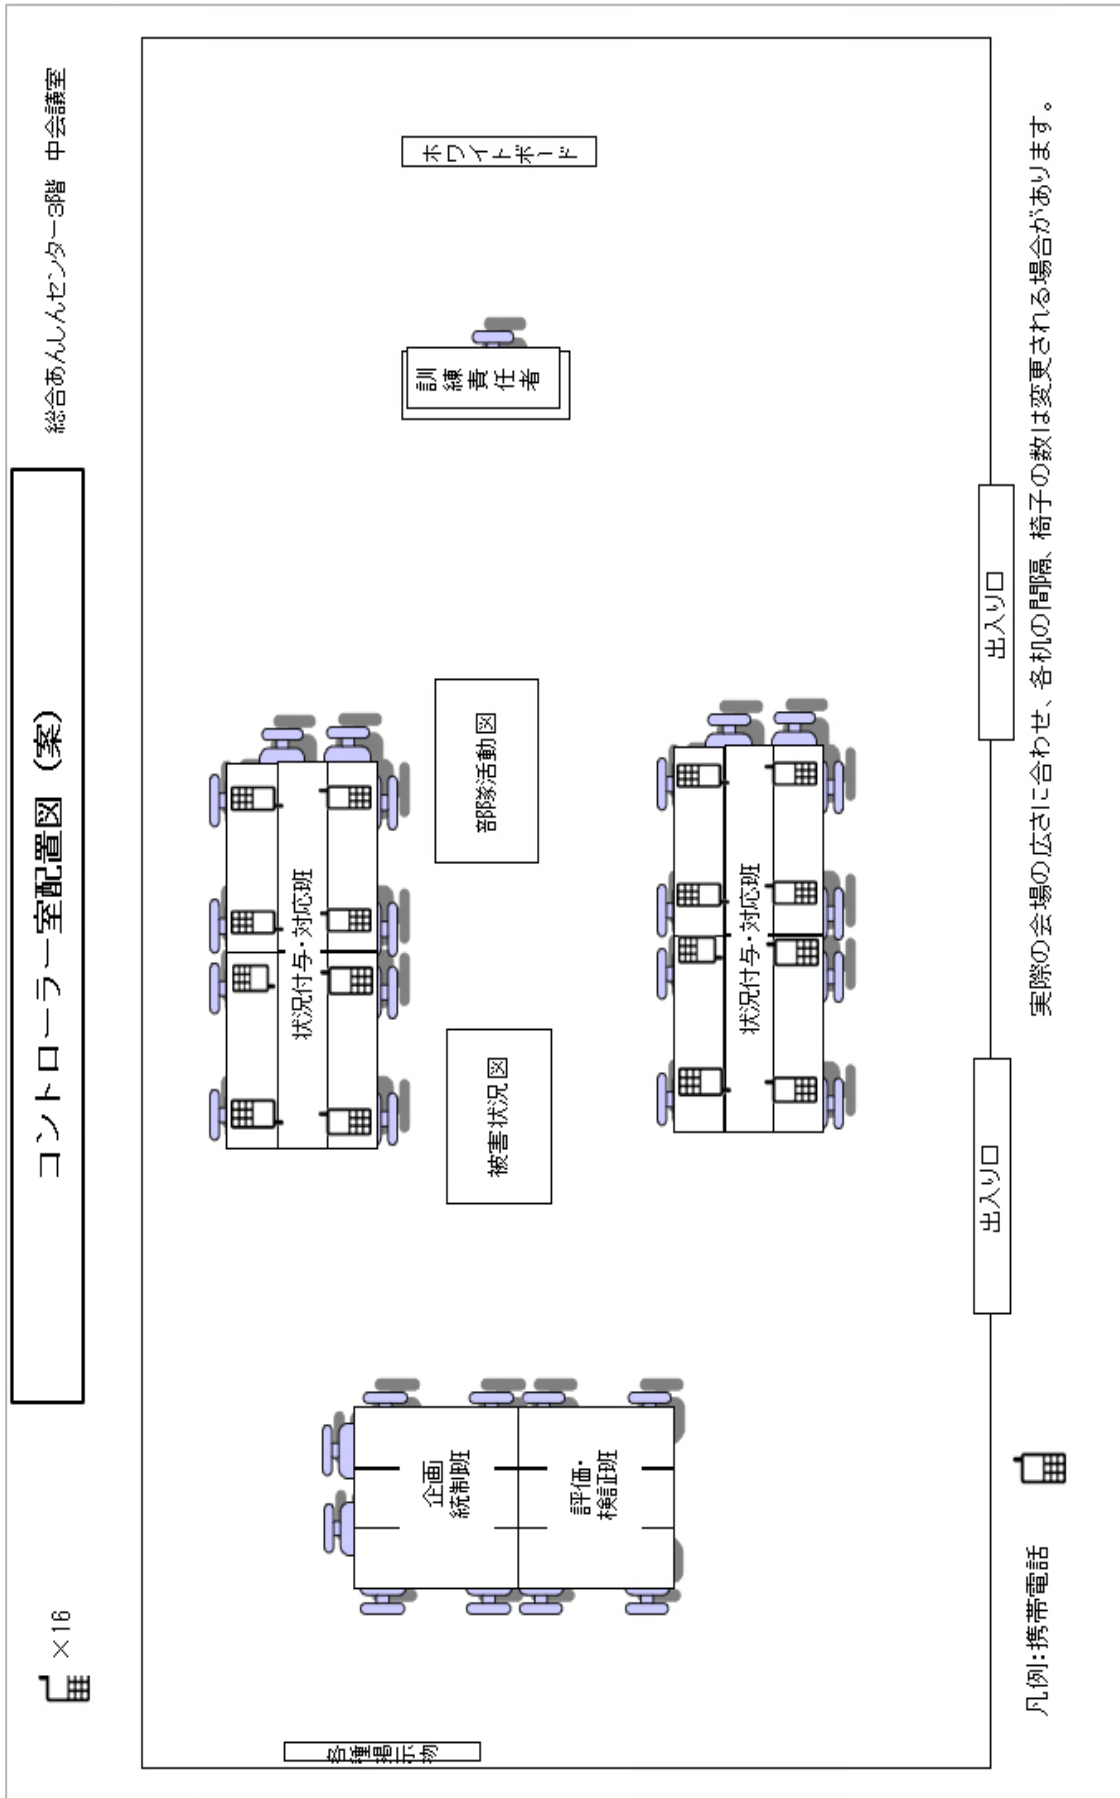 コントローラー室配置図（案）
総合あんしんセンター3階　中会議室
×16
ホワイトボード
訓練責任者
状況付与・対応班
部隊活動図
被害状況図
状況付与・対応班
企画
統制班
評価・
検証班
各種掲示物
出入り口
出入り口
凡例：携帯電話
実際の会場の広さに合わせ、各机の間隔、椅子の数は変更される場合があります。